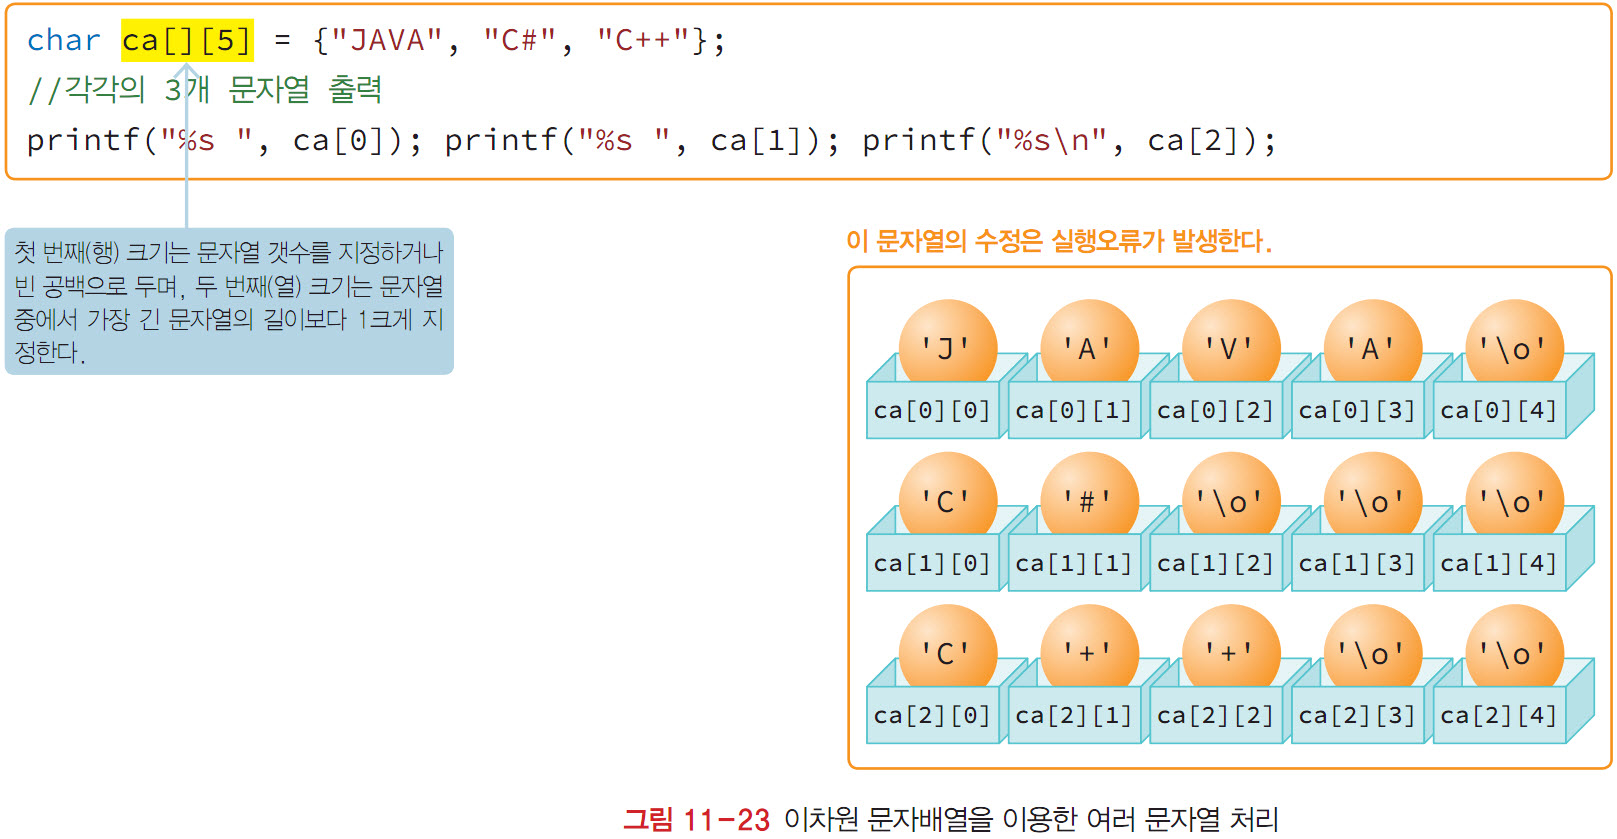 char ca[][5] = {"JAVA", "C#", "C++"};
//각각의 3개 문자열 출력
printf("%s ", ca[0]); printf("%s ", ca[1]); printf("%s\n", ca[2]);
첫 번째(행) 크기는 문자열 갯수를 지정하거나
빈 공백으로 두며, 두 번째(열) 크기는 문자열
중에서 가장 긴 문자열의 길이보다 1크게 지
정한다.
이 문자열의 수정은 실행오류가 발생한다.
'J' 'A' 'V' 'A' '\o'
ca[0][0] ca[0][1] ca[0][2] ca[0][3] ca[0][4]
'C' '#' '\o' '\o' '\o'
ca[1][0] ca[1][1] ca[1][2] ca[1][3] ca[1][4]
'C' '+' '+' '\o' '\o'
ca[2][0] ca[2][1] ca[2][2] ca[2][3] ca[2][4]
그림 11-23 이차원 문자배열을 이용한 여러 문자열 처리